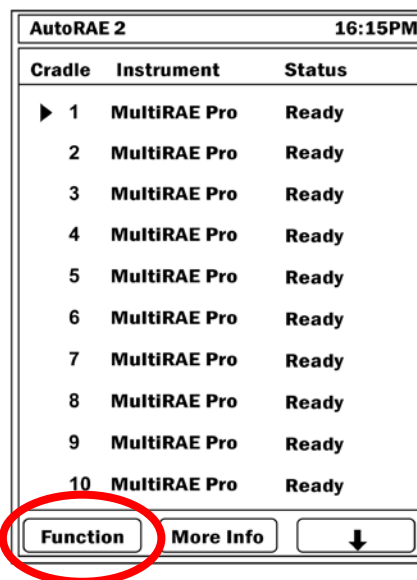 AutoRAE 2 16:15PM
Cradle Instrument Status
1 MultiRAE Pro Ready
2 MultiRAE Pro Ready
3 MultiRAE Pro Ready
4 MultiRAE Pro Ready
5 MultiRAE Pro Ready
6 MultiRAE Pro Ready
7 MultiRAE Pro Ready
8 MultiRAE Pro Ready
9 MultiRAE Pro Ready
10 MultiRAE Pro Ready
Function More Info